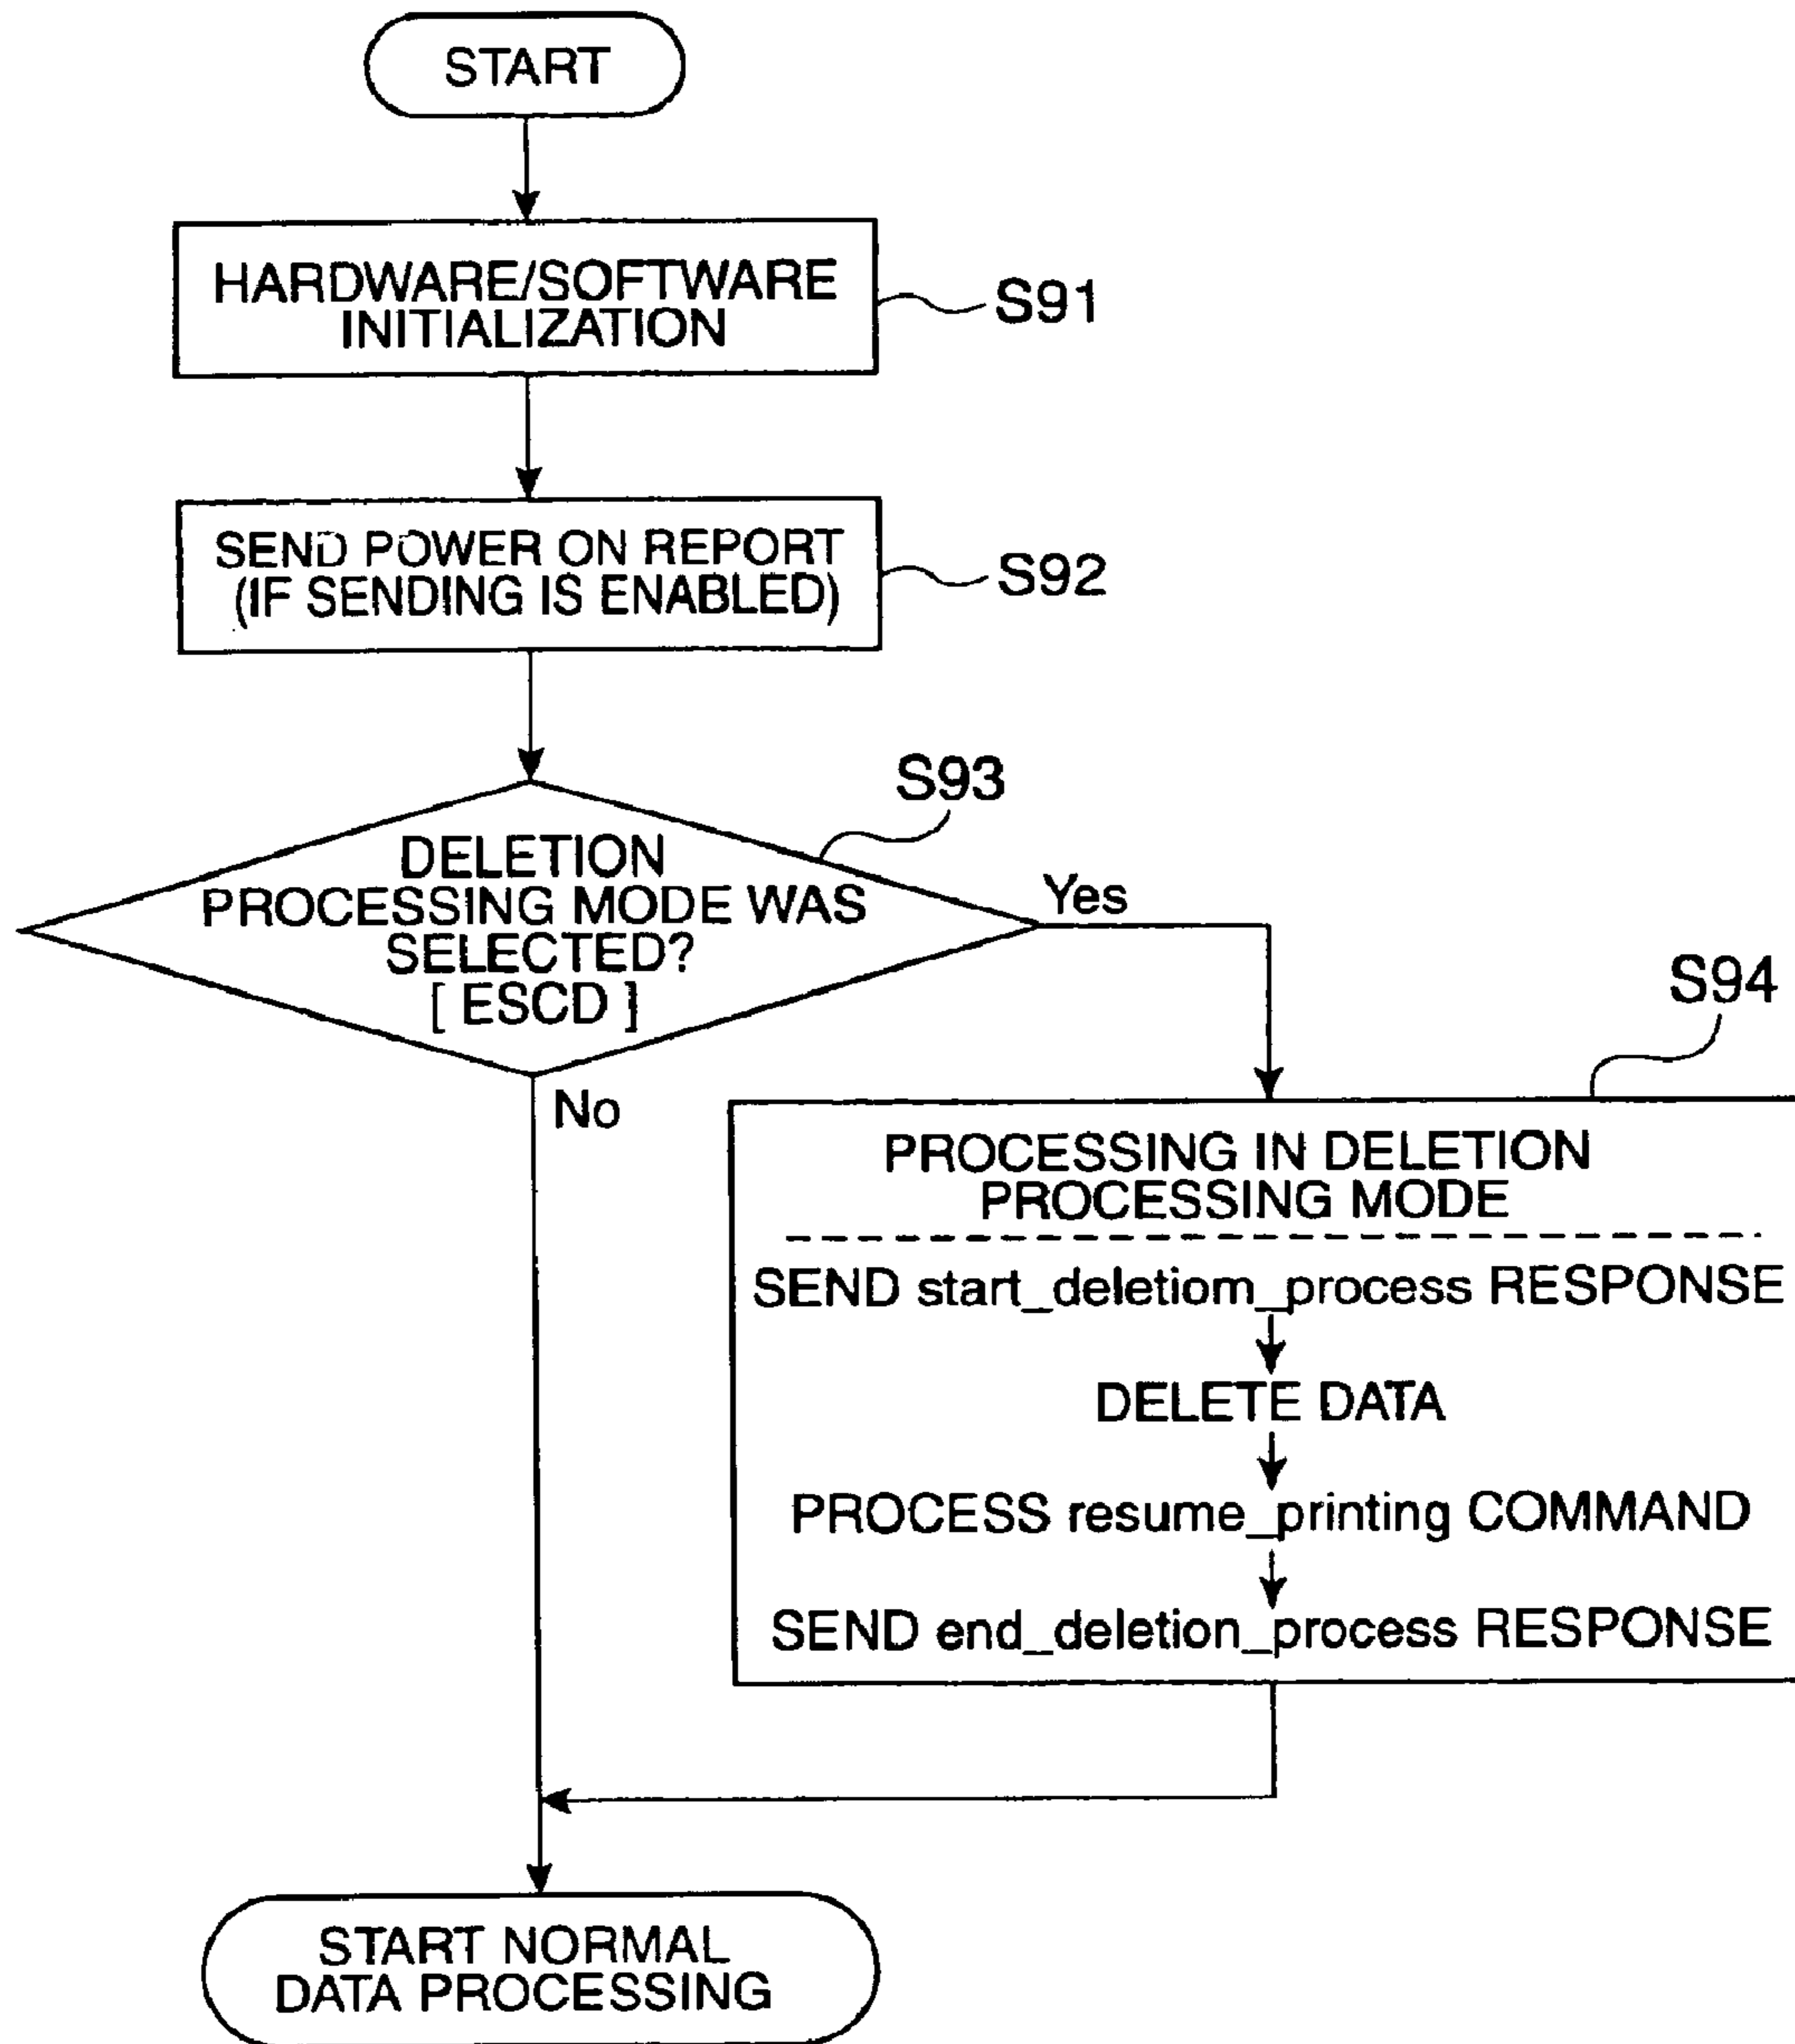 START
HARDWARE/SOFTWARE
INITIALIZATION
S91
SEND POWER ON REPORT
(IF SENDING IS ENABLED)
S92
S93
DELETION
PROCESSING MODE WAS
SELECTED?
[ ESCD ]
Yes
No
S94
PROCESSING IN DELETION
PROCESSING MODE
SEND start_deletiom_process RESPONSE
DELETE DATA
PROCESS resume_printing COMMAND
SEND end_deletion_process RESPONSE
START NORMAL
DATA PROCESSING